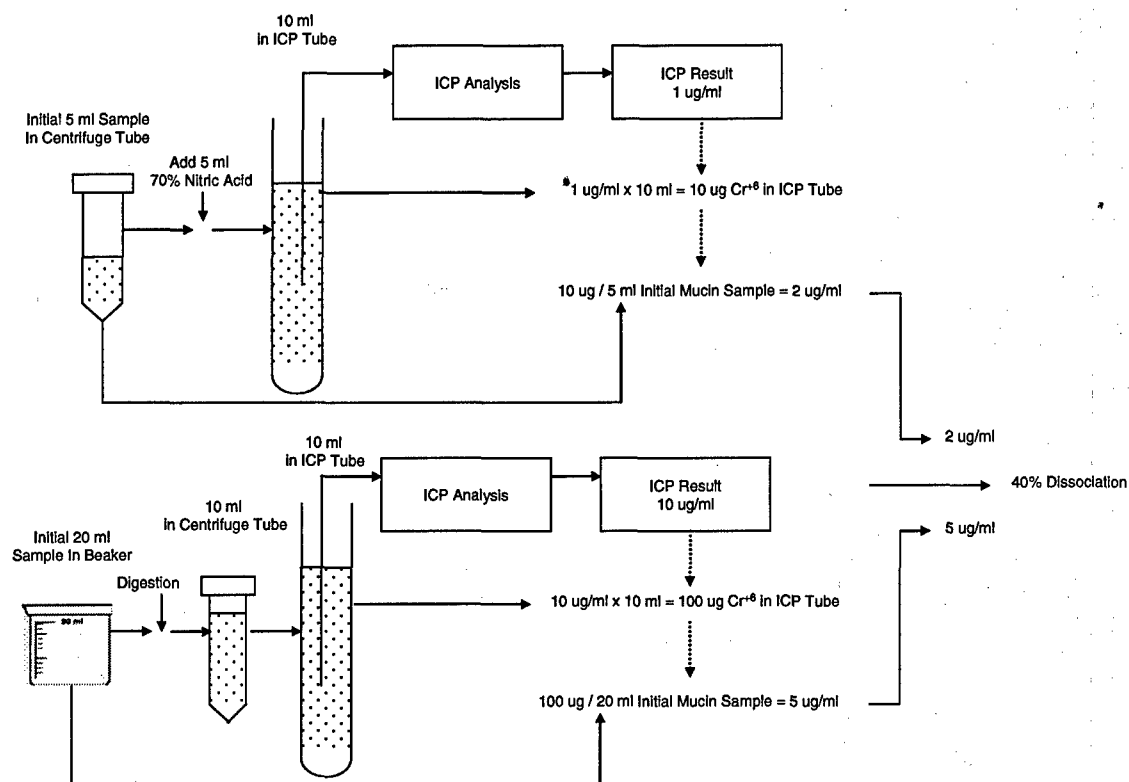 10 ml
in ICP Tube
ICP Analysis
ICP Result
1 ug/ml
Initial 5 ml Sample
In Centrifuge Tube
Add 5 ml
70% Nitric Acid
*1 ug/ml x 10 ml = 10 ug Cr+6 in ICP Tube
10 ug / 5 ml Initial Mucin Sample = 2 ug/ml
2 ug/ml
40% Dissociation
5 ug/ml
10 ml
in ICP Tube
ICP Analysis
ICP Result
10 ug/ml
10 ml
in Centrifuge Tube
Initial 20 ml
Sample In Beaker
Digestion
10 ug/ml x 10 ml = 100 ug Cr+6 in ICP Tube
100 ug / 20 ml Initial Mucin Sample = 5 ug/ml